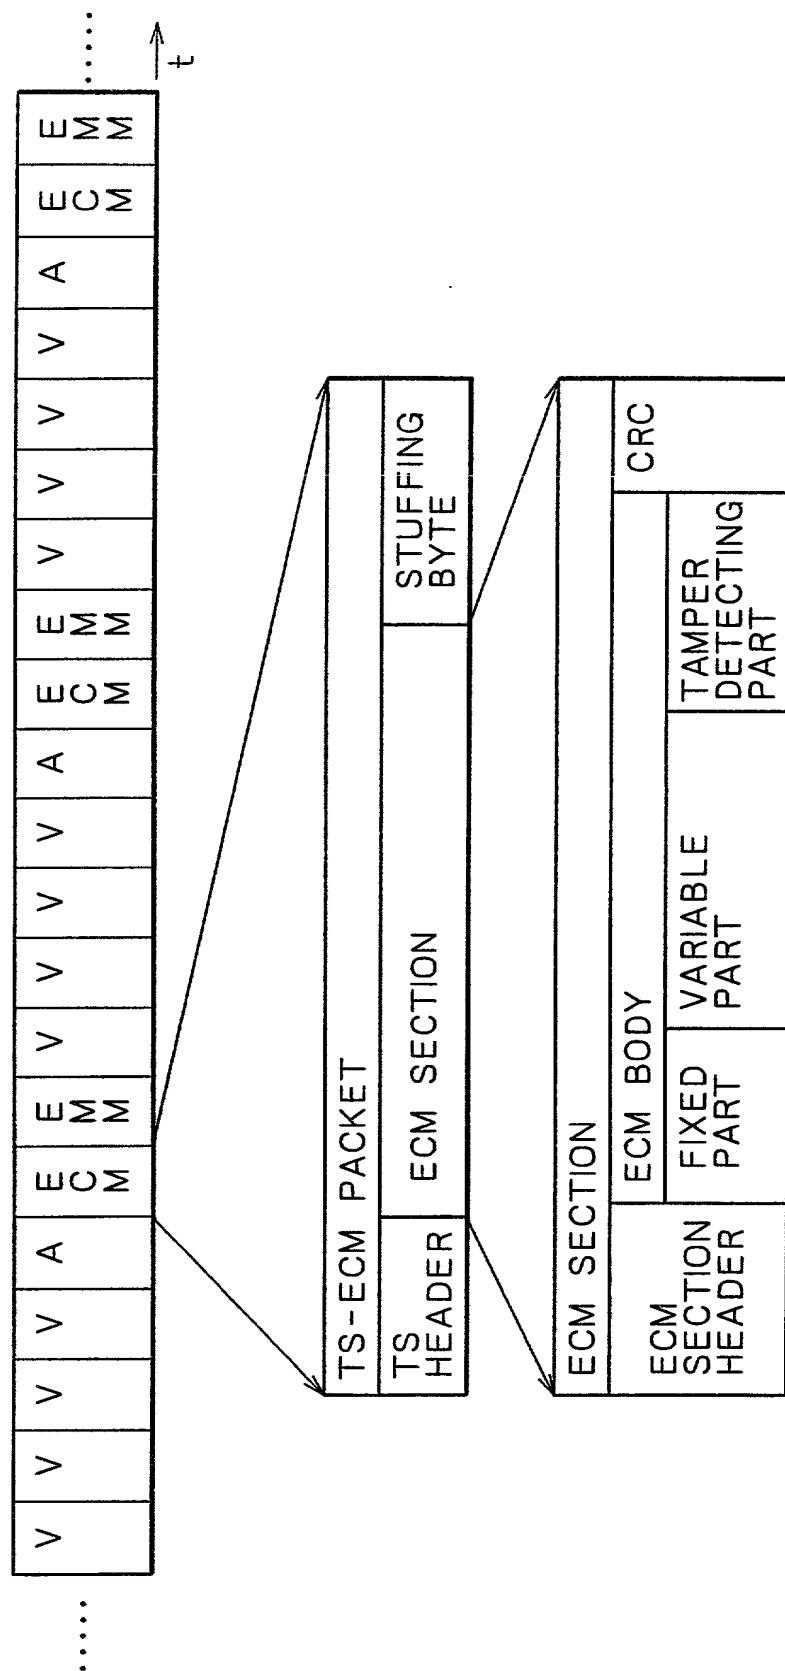 ..... V V V V A ECM EMM V V V V A ECM EMM V V V V A ECM EMM .....
t
TS-ECM PACKET
TS
HEADER
ECM SECTION
STUFFING
BYTE
ECM SECTION
ECM
SECTION
HEADER
ECM BODY
CRC
FIXED
PART
VARIABLE
PART
TAMPER
DETECTING
PART